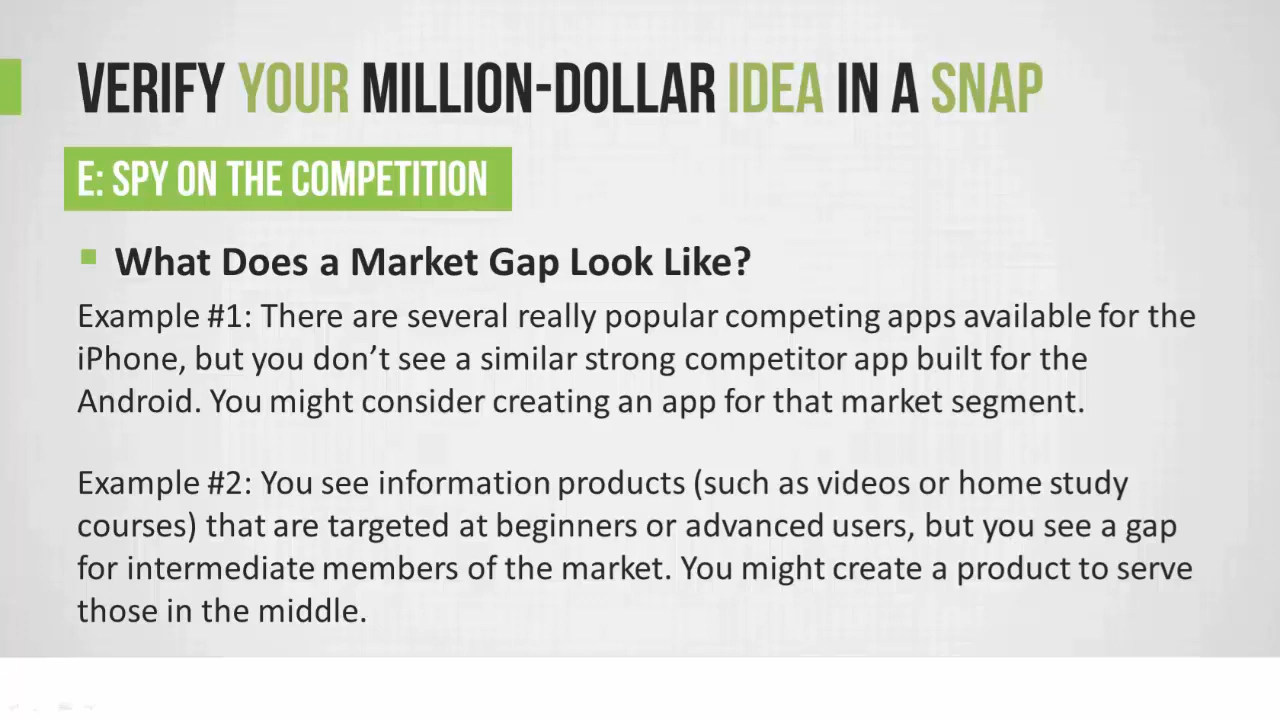 VERIFY YOUR MILLION-DOLLAR IDEA IN A SNAP
E: SPY ON THE COMPETITION
What Does a Market Gap Look Like?
Example #1: There are several really popular competing apps available for the
iPhone, but you don’t see a similar strong competitor app built for the
Android. You might consider creating an app for that market segment.
Example #2: You see information products (such as videos or home study
courses) that are targeted at beginners or advanced users, but you see a gap
for intermediate members of the market. You might create a product to serve
those in the middle.